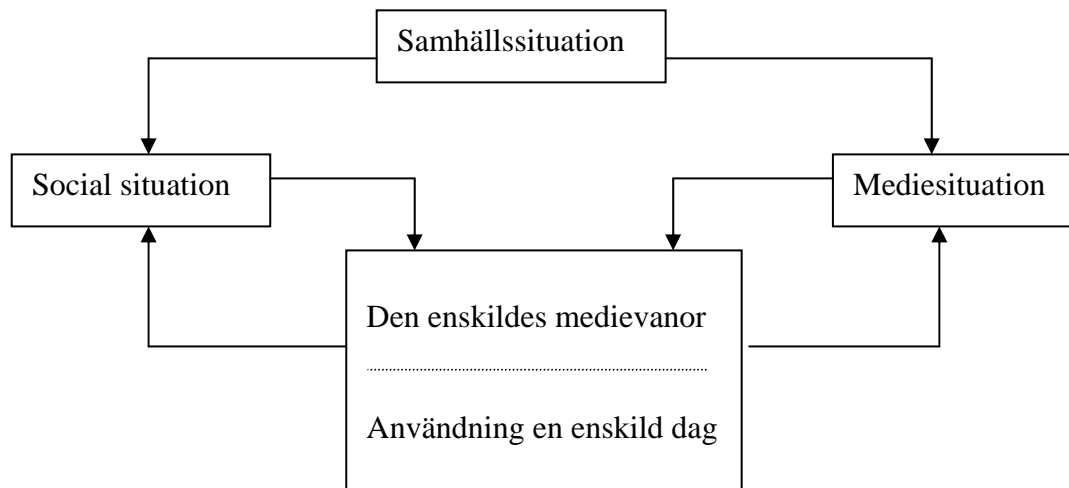 Samhällssituation
Social situation
Mediesituation
Den enskildes medievanor
Användning en enskild dag